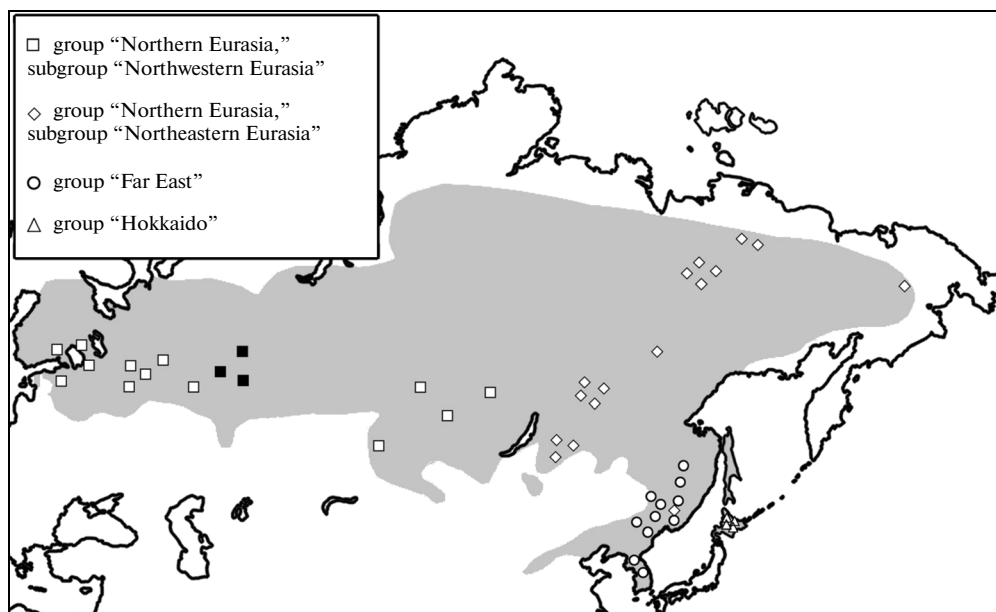 group “Northern Eurasia,”
subgroup “Northwestern Eurasia”
group “Northern Eurasia,”
subgroup “Northeastern Eurasia”
group “Far East”
group “Hokkaido”